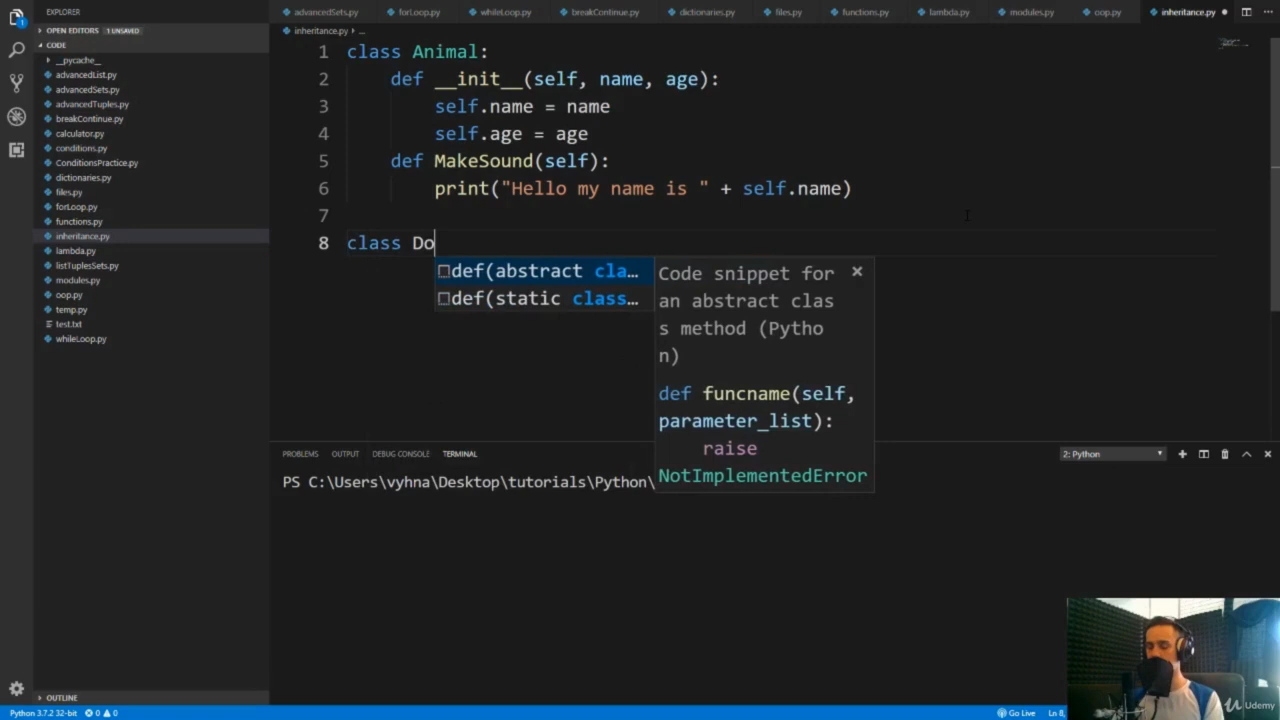 EXPLORER
advancedSets.py
forLoop.py
whileLoop.py
breakContinue.py
dictionaries.py
files.py
functions.py
lambda.py
modules.py
oop.py
inheritance.py
OPEN EDITORS 1 UNSAVED
1
inheritance.py
...
CODE
__pycache__
advancedList.py
advancedSets.py
advancedTuples.py
breakContinue.py
calculator.py
conditions.py
ConditionsPractice.py
dictionaries.py
files.py
forLoop.py
functions.py
inheritance.py
lambda.py
listTuplesSets.py
modules.py
oop.py
temp.py
test.txt
whileLoop.py
1 class Animal:
2 def __init__(self, name, age):
3 self.name = name
4 self.age = age
5 def MakeSound(self):
6 print("Hello my name is " + self.name)
7
8 class Do
def(abstract cla…
def(static class…
Code snippet for
an abstract clas
s method (Pytho
n)
def funcname(self,
parameter_list):
raise
NotImplementedError
PROBLEMS OUTPUT DEBUG CONSOLE TERMINAL
2: Python
PS C:\Users\vyhna\Desktop\tutorials\Python\
OUTLINE
Python 3.7.2 32-bit 0 0
Go Live
Ln 8,
Udemy